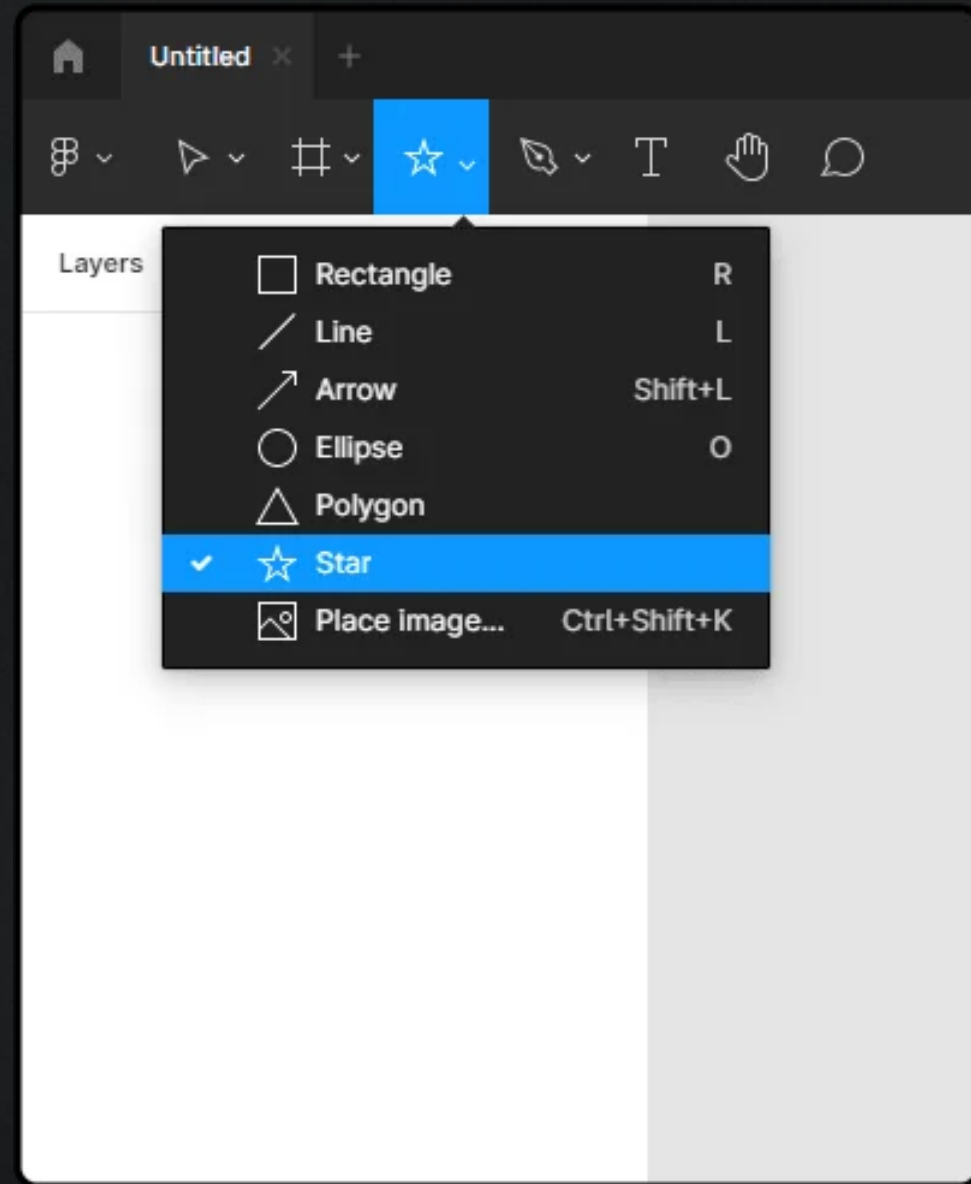 Untitled
Layers
Rectangle R
Line L
Arrow Shift+L
Ellipse O
Polygon
Star
Place image... Ctrl+Shift+K